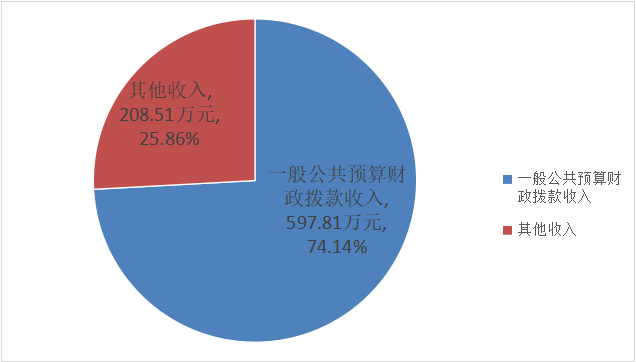 其他收入,
208.51万元,
25.86%
一般公共预算财
政拨款收入,
597.81万元,
74.14%
一般公共预算财
政拨款收入
其他收入